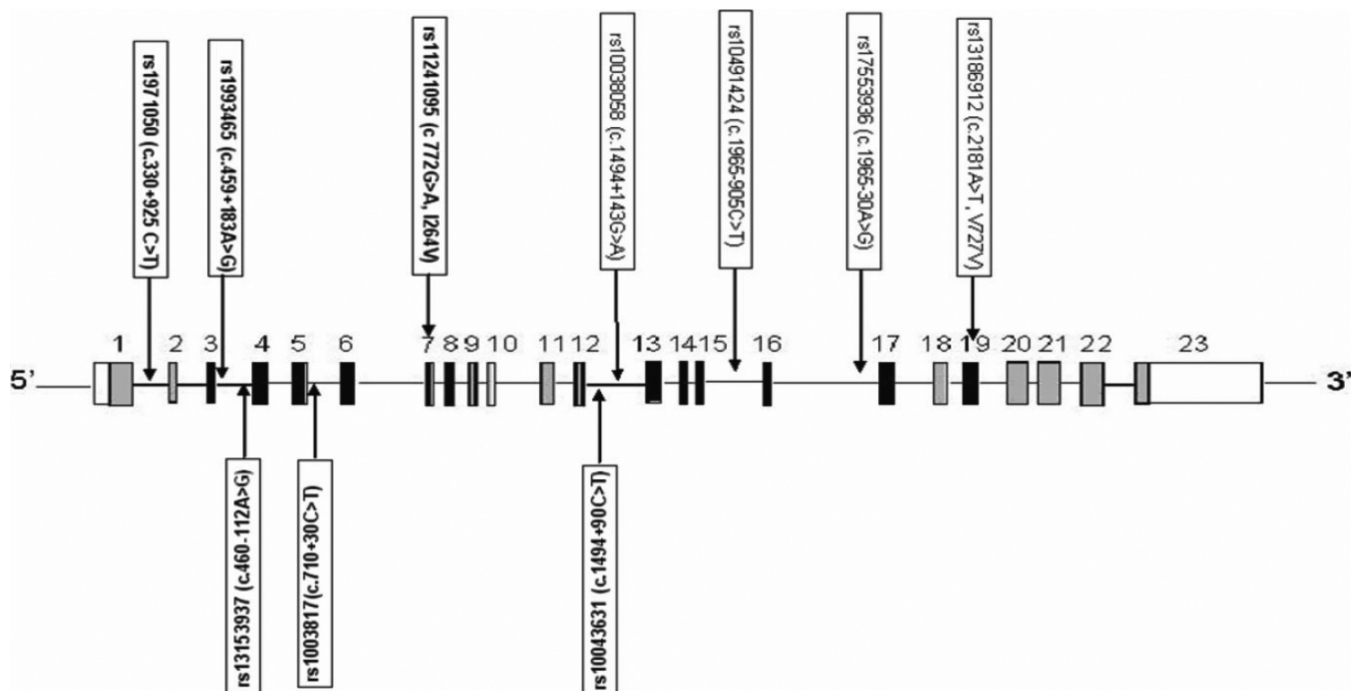 rs1971050 (c.330+925 C>T)
rs1993465 (c.459+183A>G)
rs11241095 (c 772G>A, I264V)
rs10038058 (c.1494+143G>A)
rs10491424 (c.1965-905C>T)
rs17553936 (c.1965-30A>G)
rs13186912 (c.2181A>T, V727V)
1 2 3 4 5 6 7 8 9 10 11 12 13 14 15 16 17 18 19 20 21 22 23
5’ 3’
rs13153937 (c.460-112A>G)
rs1003817(c.710+30C>T)
rs10043631 (c.1494+90C>T)